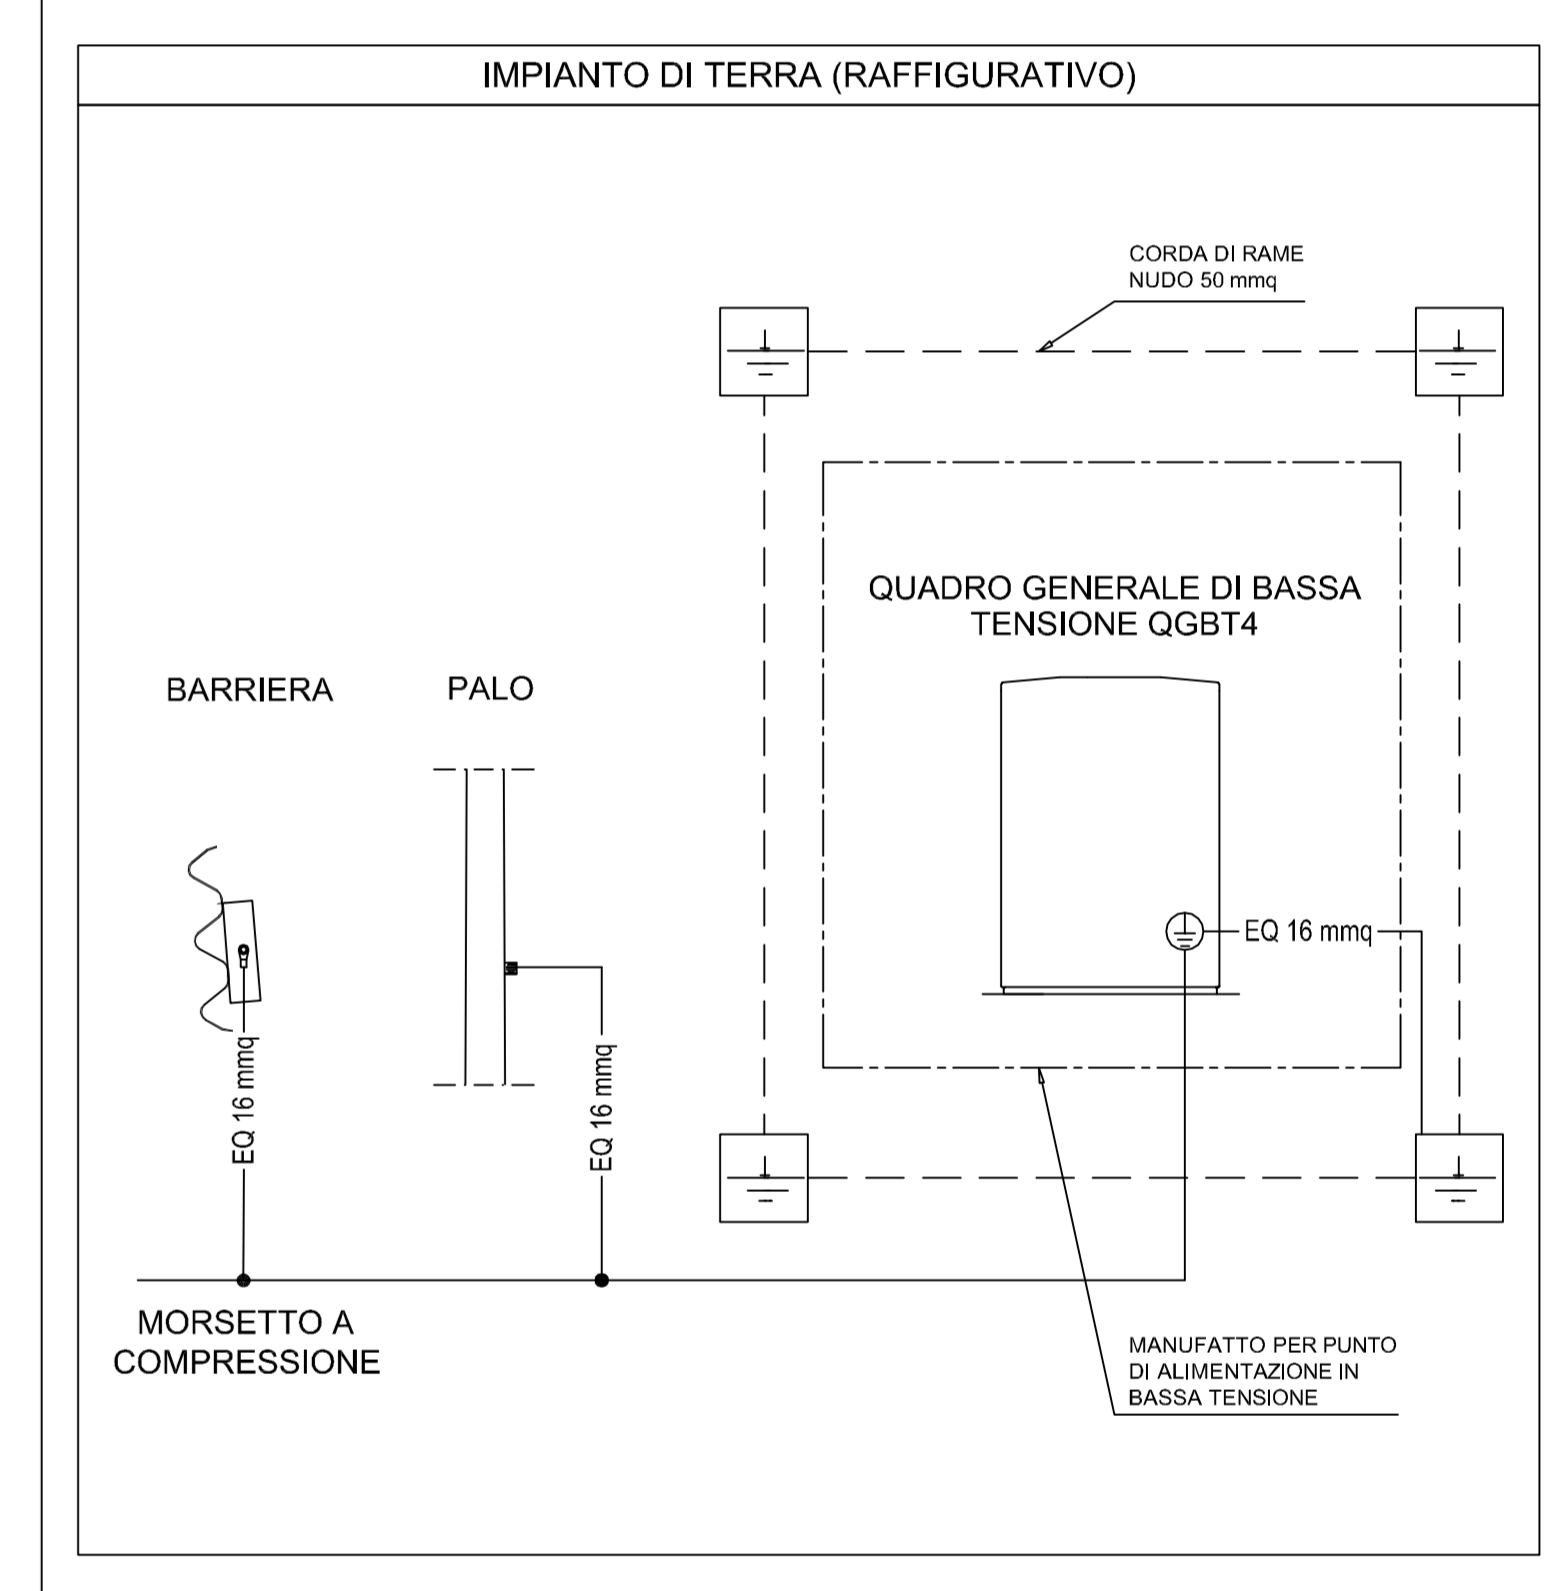 IMPIANTO DI TERRA (RAFFIGURATIVO)
CORDA DI RAME
NUDO 50 mmq
QUADRO GENERALE DI BASSA
TENSIONE QGBT4
BARRIERA
PALO
EQ 16 mmq
EQ 16 mmq
EQ 16 mmq
MORSETTO A
COMPRESSIONE
MANUFATTO PER PUNTO
DI ALIMENTAZIONE IN
BASSA TENSIONE